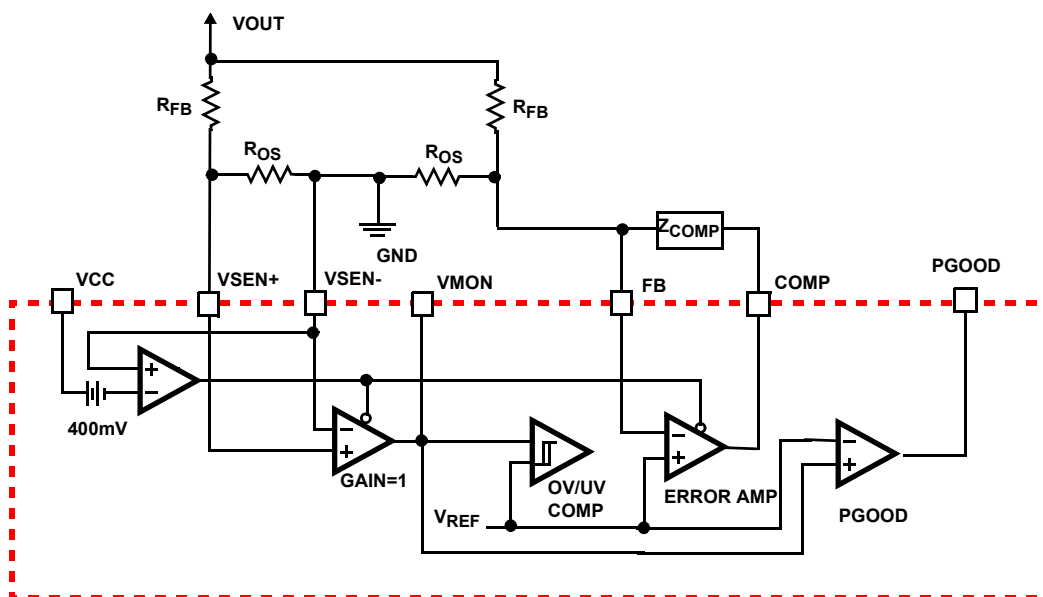 VOUT
RFB
RFB
ROS
ROS
GND
ZCOMP
VCC
VSEN+
VSEN-
VMON
FB
COMP
PGOOD
+
−
400mV
−
+
GAIN=1
OV/UV
COMP
−
+
ERROR AMP
−
+
PGOOD
VREF